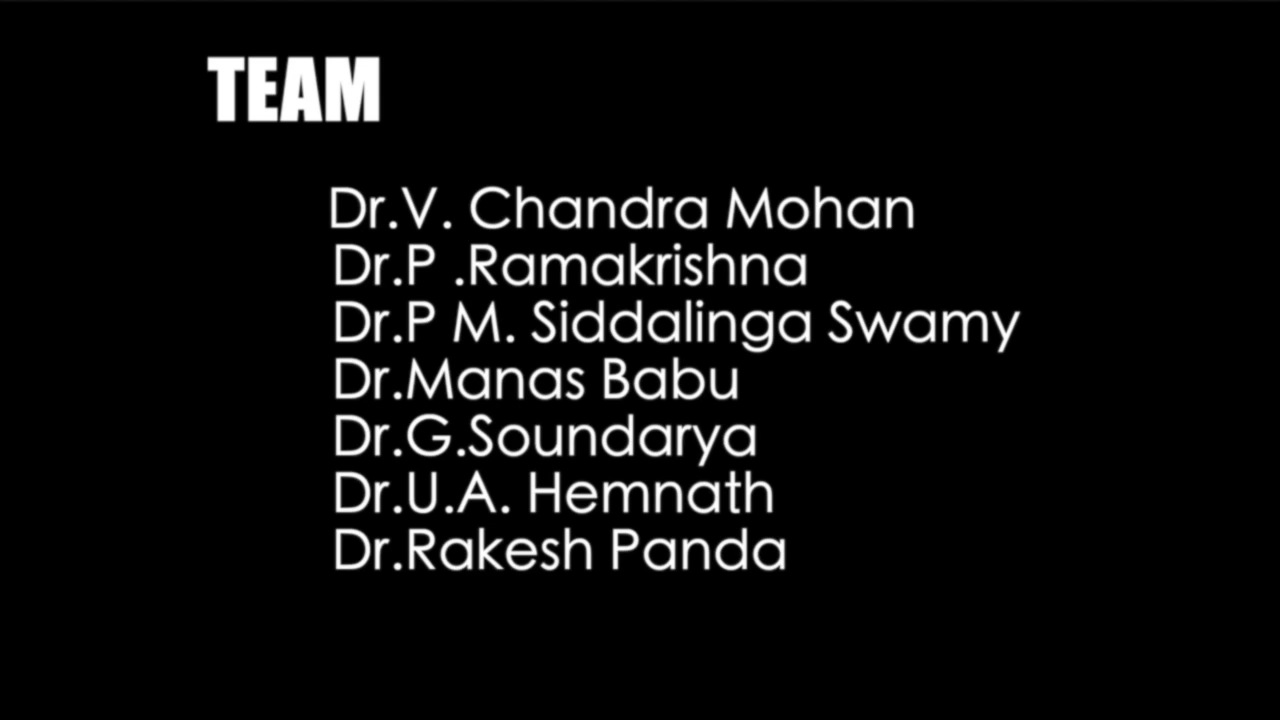 TEAM
Dr.V. Chandra Mohan
Dr.P .Ramakrishna
Dr.P M. Siddalinga Swamy
Dr.Manas Babu
Dr.G.Soundarya
Dr.U.A. Hemnath
Dr.Rakesh Panda